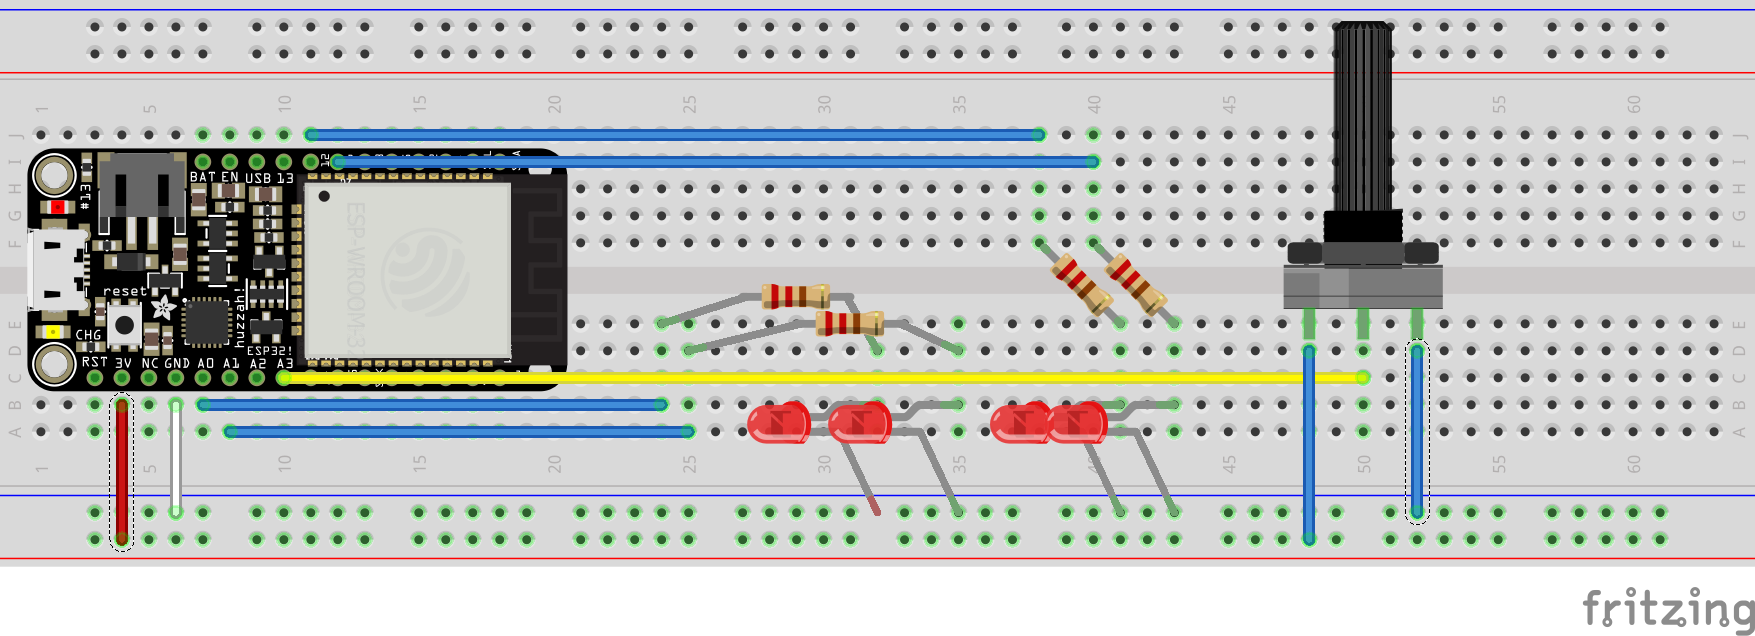 1 5 10 15 20 25 30 35 40 45 55 60
J J
I I
H H
G G
F F
BAT EN USB 13 12
#13
ESP-WROOM-32
reset
huzzah!
ESP32!
CHG
RST 3V NC GND A0 A1 A2 A3
E E
D D
C C
B B
A A
1 5 10 15 20 25 30 35 40 45 50 55 60
fritzing